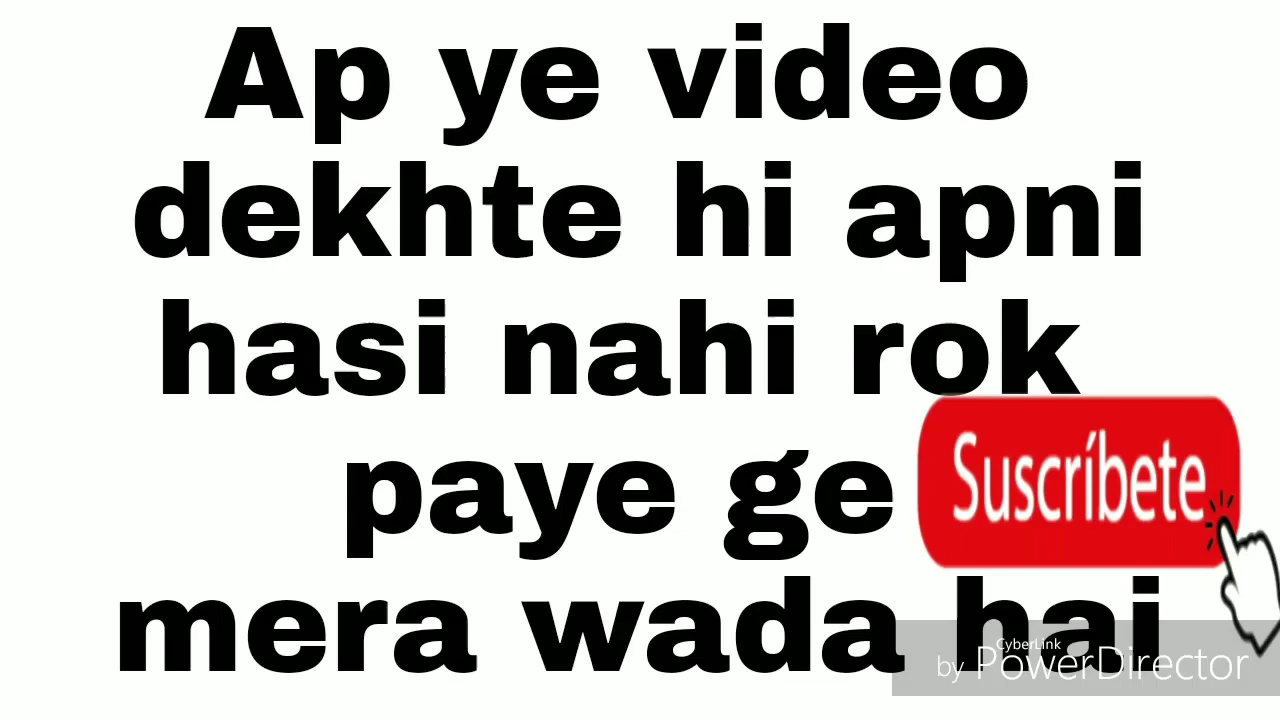 Ap ye video
dekhte hi apni
hasi nahi rok
paye ge
Suscríbete
mera wada hai
CyberLink
by PowerDirector